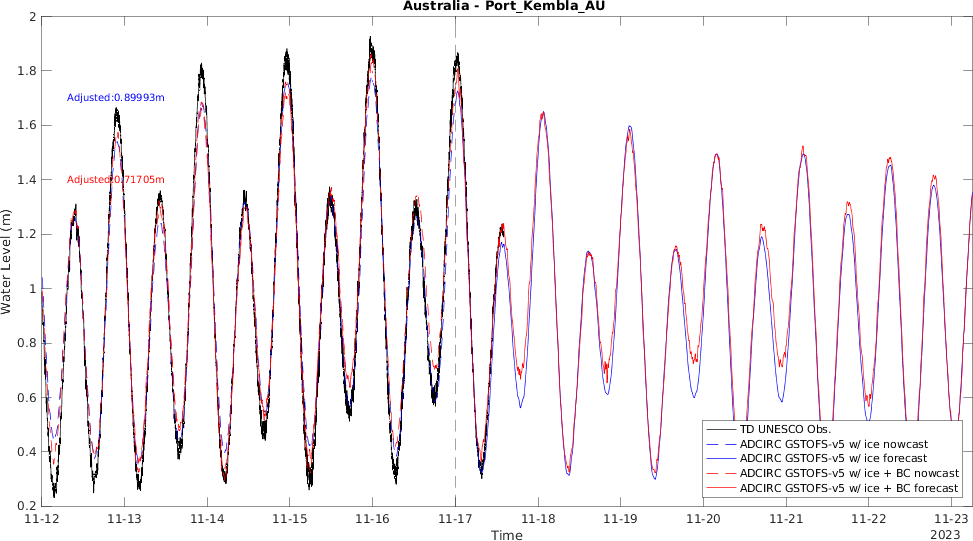 Australia - Port_Kembla_AU
2
1.8
1.6
1.4
1.2
1
0.8
0.6
0.4
0.2
Water Level (m)
Adjusted:0.89993m
Adjusted:0.71705m
TD UNESCO Obs.
ADCIRC GSTOFS-v5 w/ ice nowcast
ADCIRC GSTOFS-v5 w/ ice forecast
ADCIRC GSTOFS-v5 w/ ice + BC nowcast
ADCIRC GSTOFS-v5 w/ ice + BC forecast
11-12 11-13 11-14 11-15 11-16 11-17 11-18 11-19 11-20 11-21 11-22 11-23
Time
2023